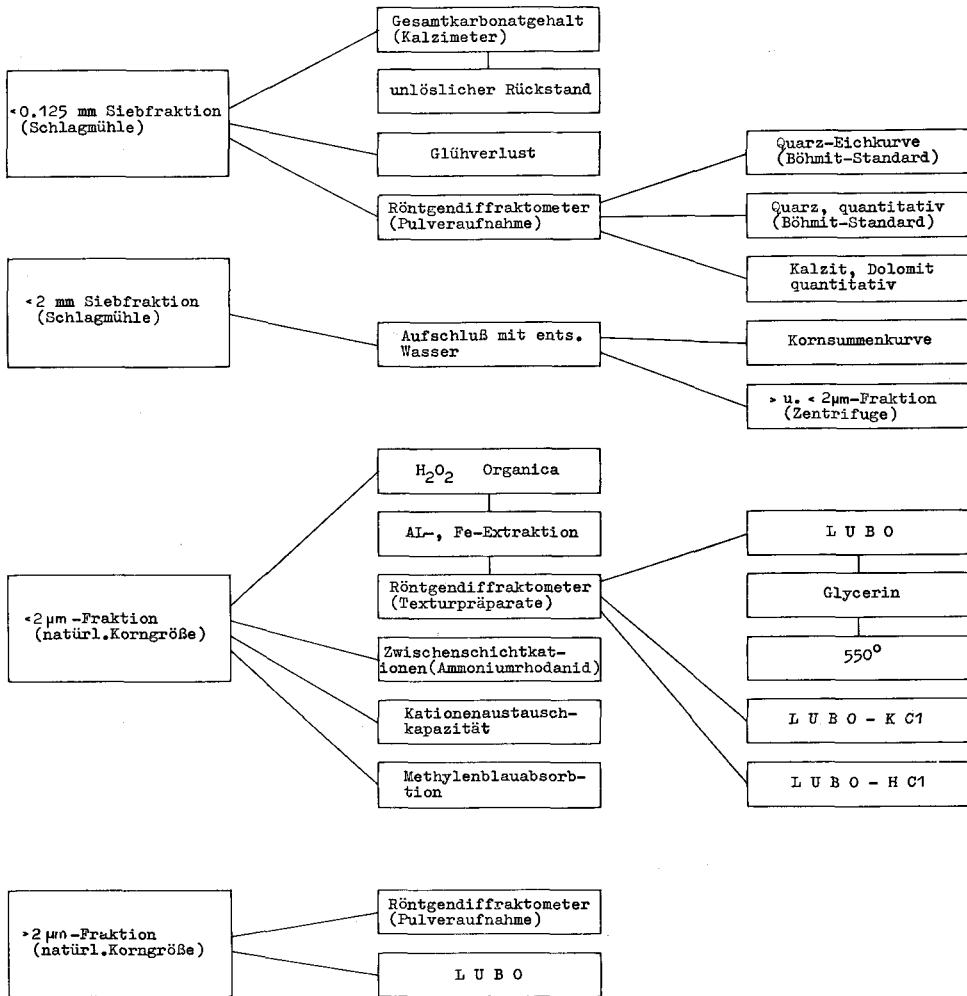 <0.125 mm Siebfraktion
(Schlagmühle)
Gesamtkarbonatgehalt
(Kalzimeter)
unlöslicher Rückstand
Glühverlust
Röntgendiffraktometer
(Pulveraufnahme)
Quarz-Eichkurve
(Böhmit-Standard)
Quarz, quantitativ
(Böhmit-Standard)
Kalzit, Dolomit
quantitativ
<2 mm Siebfraktion
(Schlagmühle)
Aufschluß mit ents.
Wasser
Kornsummenkurve
> u. < 2µm-Fraktion
(Zentrifuge)
<2 µm-Fraktion
(natürl.Korngröße)
H₂O₂ Organica
AL-, Fe-Extraktion
Röntgendiffraktometer
(Texturpräparate)
Zwischenschichtkat-
ionen(Ammoniumrhodanid)
Kationenaustausch-
kapazität
Methylenblauabsorb-
tion
L U B O
Glycerin
550°
L U B O - K Cl
L U B O - H Cl
>2 µm-Fraktion
(natürl.Korngröße)
Röntgendiffraktometer
(Pulveraufnahme)
L U B O